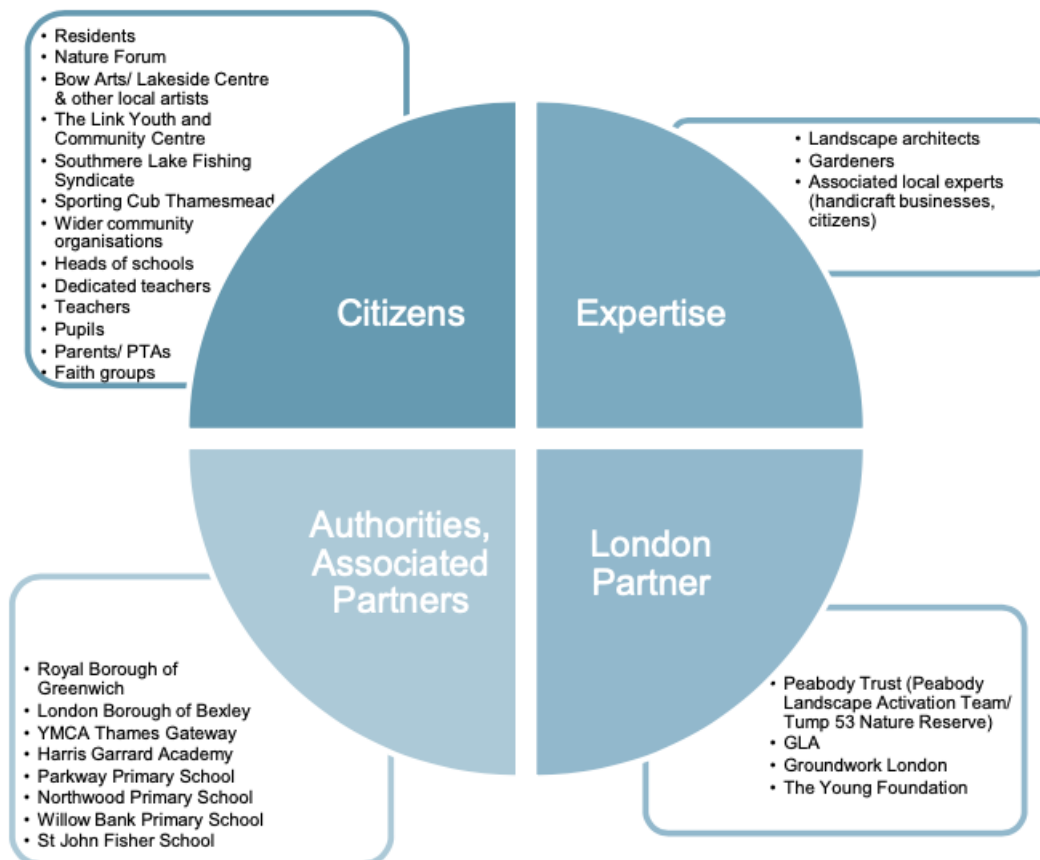 • Residents
• Nature Forum
• Bow Arts/ Lakeside Centre
& other local artists
• The Link Youth and
Community Centre
• Southmere Lake Fishing
Syndicate
• Sporting Cub Thamesmead
• Wider community
organisations
• Heads of schools
• Dedicated teachers
• Teachers
• Pupils
• Parents/ PTAs
• Faith groups
Citizens
• Landscape architects
• Gardeners
• Associated local experts
(handicraft businesses,
citizens)
Expertise
Authorities,
Associated
Partners
• Royal Borough of
Greenwich
• London Borough of Bexley
• YMCA Thames Gateway
• Harris Garrard Academy
• Parkway Primary School
• Northwood Primary School
• Willow Bank Primary School
• St John Fisher School
London
Partner
• Peabody Trust (Peabody
Landscape Activation Team/
Tump 53 Nature Reserve)
• GLA
• Groundwork London
• The Young Foundation